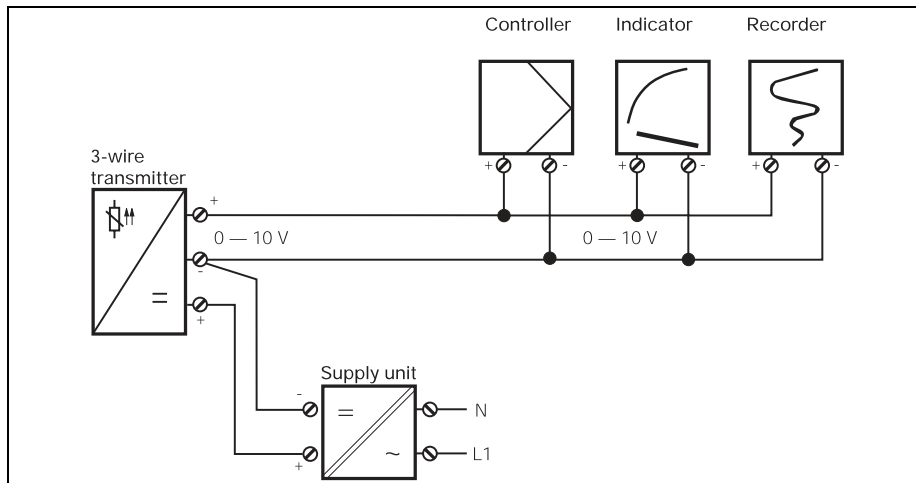 Controller Indicator Recorder
+ - + - + -
3-wire
transmitter
+
0 — 10 V 0 — 10 V
-
+
Supply unit
-
N
+
L1